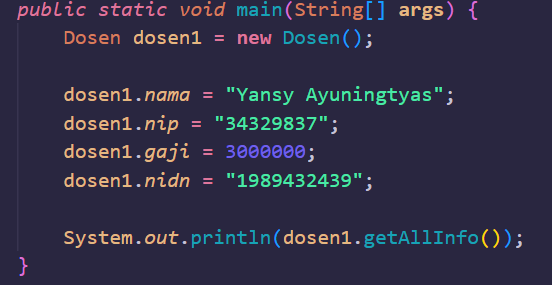 public static void main(String[] args) {
Dosen dosen1 = new Dosen();
dosen1.nama = "Yansy Ayuningtyas";
dosen1.nip = "34329837";
dosen1.gaji = 3000000;
dosen1.nidn = "1989432439";
System.out.println(dosen1.getAllInfo());
}